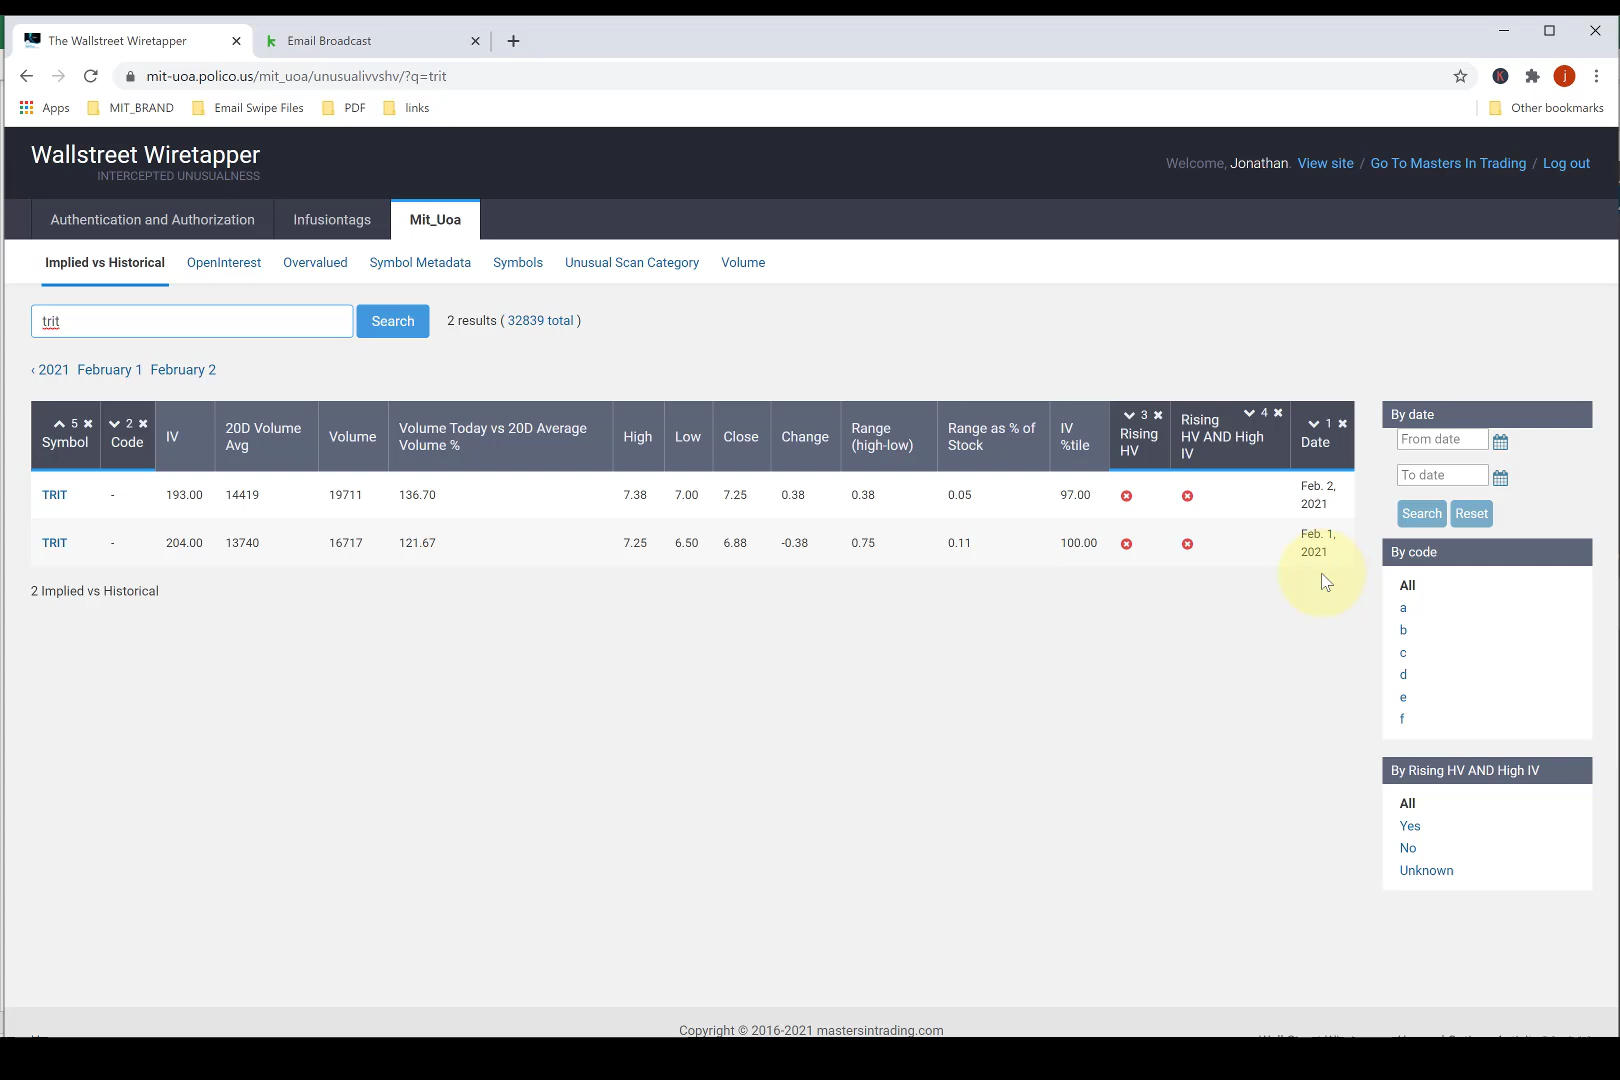 The Wallstreet Wiretapper
Email Broadcast
mit-uoa.polico.us/mit_uoa/unusualivvshv/?q=trit
K
j
Apps MIT_BRAND Email Swipe Files PDF links Other bookmarks
Wallstreet Wiretapper
INTERCEPTED UNUSUALNESS
Welcome, Jonathan. View site / Go To Masters In Trading / Log out
Authentication and Authorization Infusiontags Mit_Uoa
Implied vs Historical OpenInterest Overvalued Symbol Metadata Symbols Unusual Scan Category Volume
trit Search 2 results ( 32839 total )
‹ 2021 February 1 February 2
5 Symbol
2 Code
IV
20D Volume
Avg
Volume
Volume Today vs 20D Average
Volume %
High
Low
Close
Change
Range
(high-low)
Range as % of
Stock
IV
%tile
3
Rising
HV
4
Rising
HV AND High
IV
1
Date
TRIT - 193.00 14419 19711 136.70 7.38 7.00 7.25 0.38 0.38 0.05 97.00 Feb. 2,
2021
TRIT - 204.00 13740 16717 121.67 7.25 6.50 6.88 -0.38 0.75 0.11 100.00 Feb. 1,
2021
2 Implied vs Historical
By date
From date
To date
Search Reset
By code
All
a
b
c
d
e
f
By Rising HV AND High IV
All
Yes
No
Unknown
Copyright © 2016-2021 mastersintrading.com